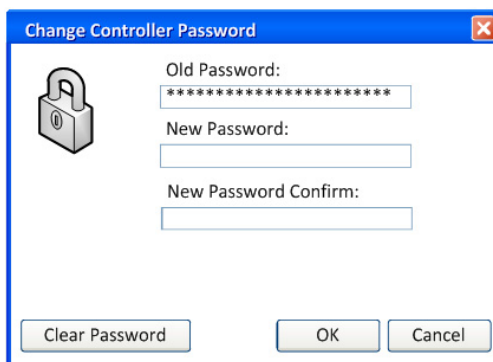 Change Controller Password
Old Password:
***********************
New Password:
New Password Confirm:
Clear Password
OK
Cancel